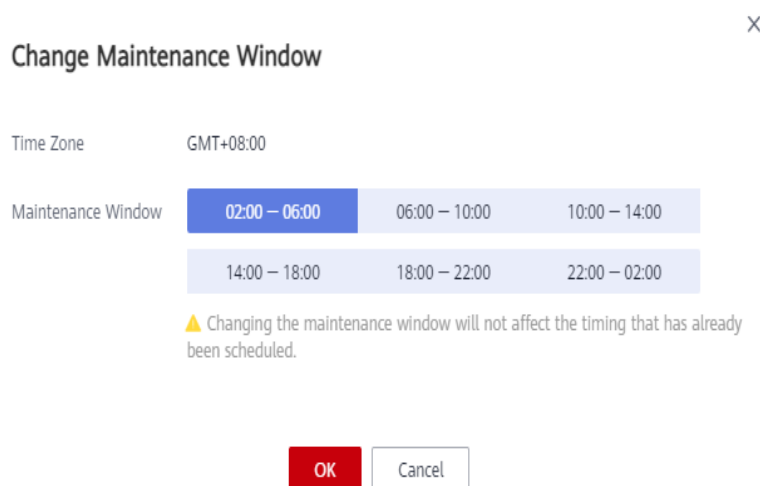 Change Maintenance Window
Time Zone GMT+08:00
Maintenance Window 02:00 — 06:00 06:00 — 10:00 10:00 — 14:00
14:00 — 18:00 18:00 — 22:00 22:00 — 02:00
Changing the maintenance window will not affect the timing that has already
been scheduled.
OK Cancel